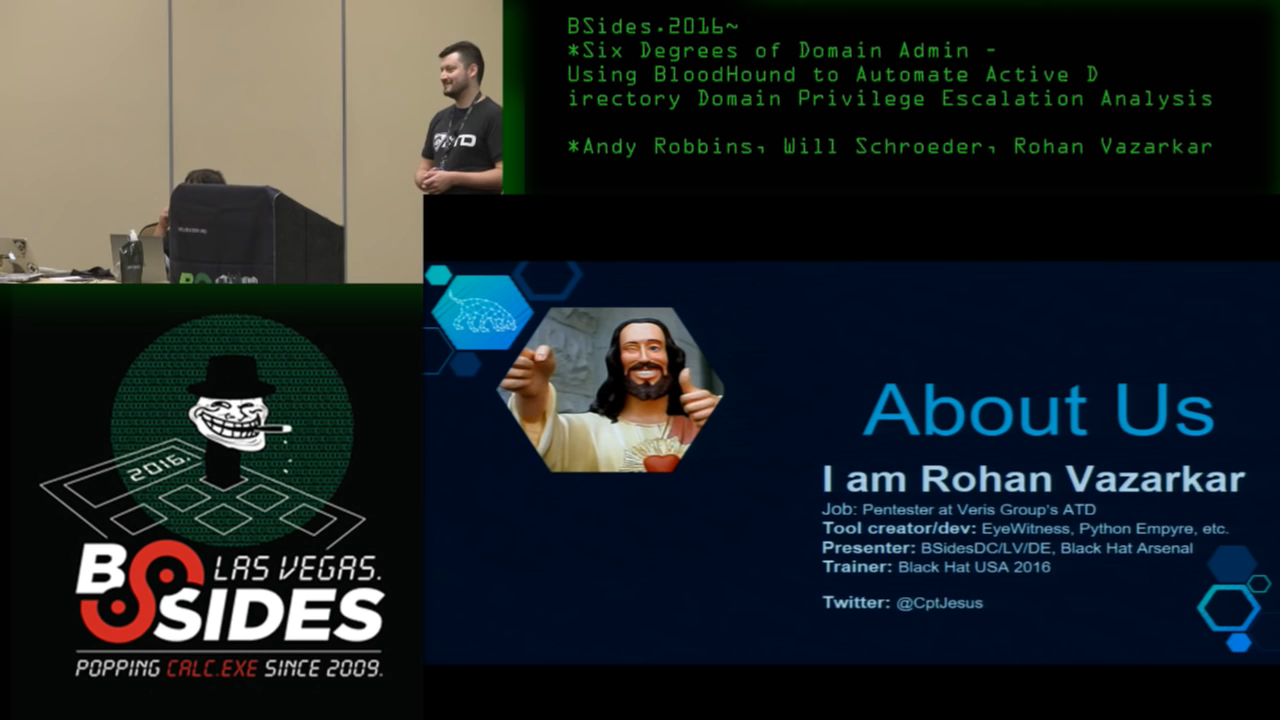 BSides.2016~
*Six Degrees of Domain Admin -
Using BloodHound to Automate Active D
irectory Domain Privilege Escalation Analysis
*Andy Robbins, Will Schroeder, Rohan Vazarkar
About Us
I am Rohan Vazarkar
Job: Pentester at Veris Group's ATD
Tool creator/dev: EyeWitness, Python Empyre, etc.
Presenter: BSidesDC/LV/DE, Black Hat Arsenal
Trainer: Black Hat USA 2016
Twitter: @CptJesus
2016.
BSIDES
LAS VEGAS.
POPPING CALC.EXE SINCE 2009.